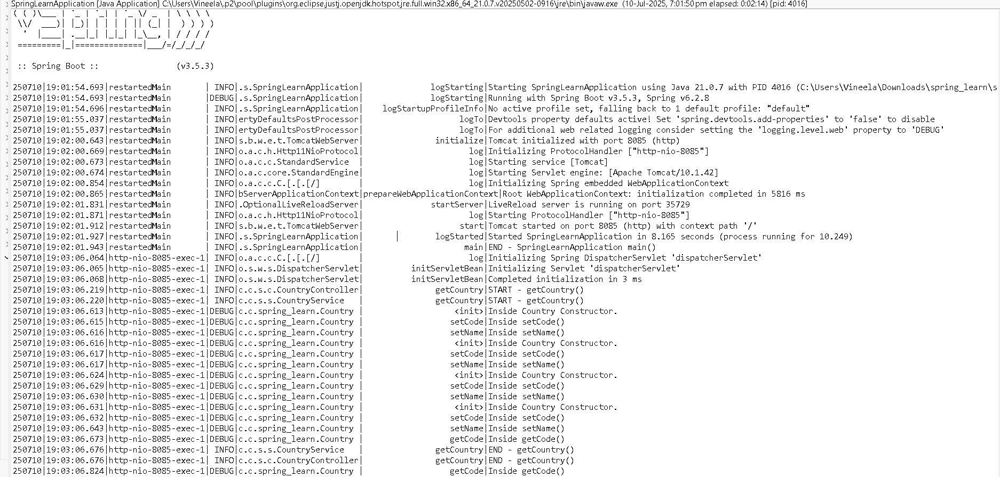 SpringLearnApplication [Java Application] C:\Users\Vineela\.p2\pool\plugins\org.eclipse.justj.openjdk.hotspot.jre.full.win32.x86_64_21.0.7.v20250502-0916\jre\bin\javaw.exe (10-Jul-2025, 7:01:50 pm elapsed: 0:02:14) [pid: 4016]
( ( )\___ | '_ | '_| | '_ \/ _` | \ \ \ \
 \\/  ___)| |_)| | | | | || (_| |  ) ) ) )
  '  |____| .__|_| |_|_| |_\__, | / / / /
 =========|_|==============|___/=/_/_/_/
 :: Spring Boot ::                (v3.5.3)
250710|19:01:54.693|restartedMain       | INFO|.s.SpringLearnApplication|               logStarting|Starting SpringLearnApplication using Java 21.0.7 with PID 4016 (C:\Users\Vineela\Downloads\spring_learn\s
250710|19:01:54.693|restartedMain       |DEBUG|.s.SpringLearnApplication|               logStarting|Running with Spring Boot v3.5.3, Spring v6.2.8
250710|19:01:54.696|restartedMain       | INFO|.s.SpringLearnApplication|     logStartupProfileInfo|No active profile set, falling back to 1 default profile: "default"
250710|19:01:55.037|restartedMain       | INFO|ertyDefaultsPostProcessor|                     logTo|Devtools property defaults active! Set 'spring.devtools.add-properties' to 'false' to disable
250710|19:01:55.037|restartedMain       | INFO|ertyDefaultsPostProcessor|                     logTo|For additional web related logging consider setting the 'logging.level.web' property to 'DEBUG'
250710|19:02:00.643|restartedMain       | INFO|s.b.w.e.t.TomcatWebServer|                initialize|Tomcat initialized with port 8085 (http)
250710|19:02:00.669|restartedMain       | INFO|o.a.c.h.Http11NioProtocol|                       log|Initializing ProtocolHandler ["http-nio-8085"]
250710|19:02:00.673|restartedMain       | INFO|o.a.c.c.StandardService  |                       log|Starting service [Tomcat]
250710|19:02:00.674|restartedMain       | INFO|o.a.c.core.StandardEngine|                       log|Starting Servlet engine: [Apache Tomcat/10.1.42]
250710|19:02:00.854|restartedMain       | INFO|o.a.c.c.C.[.[.[/]        |                       log|Initializing Spring embedded WebApplicationContext
250710|19:02:00.865|restartedMain       | INFO|bServerApplicationContext|prepareWebApplicationContext|Root WebApplicationContext: initialization completed in 5816 ms
250710|19:02:01.831|restartedMain       | INFO|.OptionalLiveReloadServer|               startServer|LiveReload server is running on port 35729
250710|19:02:01.871|restartedMain       | INFO|o.a.c.h.Http11NioProtocol|                       log|Starting ProtocolHandler ["http-nio-8085"]
250710|19:02:01.912|restartedMain       | INFO|s.b.w.e.t.TomcatWebServer|                     start|Tomcat started on port 8085 (http) with context path '/'
250710|19:02:01.927|restartedMain       | INFO|.s.SpringLearnApplication|                logStarted|Started SpringLearnApplication in 8.165 seconds (process running for 10.249)
250710|19:02:01.943|restartedMain       | INFO|.s.SpringLearnApplication|                      main|END - SpringLearnApplication main()
250710|19:03:06.064|http-nio-8085-exec-1| INFO|o.a.c.c.C.[.[.[/]        |                       log|Initializing Spring DispatcherServlet 'dispatcherServlet'
250710|19:03:06.065|http-nio-8085-exec-1| INFO|o.s.w.s.DispatcherServlet|           initServletBean|Initializing Servlet 'dispatcherServlet'
250710|19:03:06.068|http-nio-8085-exec-1| INFO|o.s.w.s.DispatcherServlet|           initServletBean|Completed initialization in 3 ms
250710|19:03:06.219|http-nio-8085-exec-1| INFO|c.c.s.c.CountryController|                getCountry|START - getCountry()
250710|19:03:06.220|http-nio-8085-exec-1| INFO|c.c.s.s.CountryService   |                getCountry|START - getCountry()
250710|19:03:06.613|http-nio-8085-exec-1|DEBUG|c.c.spring_learn.Country |                    <init>|Inside Country Constructor.
250710|19:03:06.615|http-nio-8085-exec-1|DEBUG|c.c.spring_learn.Country |                   setCode|Inside setCode()
250710|19:03:06.616|http-nio-8085-exec-1|DEBUG|c.c.spring_learn.Country |                   setName|Inside setName()
250710|19:03:06.616|http-nio-8085-exec-1|DEBUG|c.c.spring_learn.Country |                    <init>|Inside Country Constructor.
250710|19:03:06.617|http-nio-8085-exec-1|DEBUG|c.c.spring_learn.Country |                   setCode|Inside setCode()
250710|19:03:06.617|http-nio-8085-exec-1|DEBUG|c.c.spring_learn.Country |                   setName|Inside setName()
250710|19:03:06.624|http-nio-8085-exec-1|DEBUG|c.c.spring_learn.Country |                    <init>|Inside Country Constructor.
250710|19:03:06.629|http-nio-8085-exec-1|DEBUG|c.c.spring_learn.Country |                   setCode|Inside setCode()
250710|19:03:06.630|http-nio-8085-exec-1|DEBUG|c.c.spring_learn.Country |                   setName|Inside setName()
250710|19:03:06.631|http-nio-8085-exec-1|DEBUG|c.c.spring_learn.Country |                    <init>|Inside Country Constructor.
250710|19:03:06.632|http-nio-8085-exec-1|DEBUG|c.c.spring_learn.Country |                   setCode|Inside setCode()
250710|19:03:06.643|http-nio-8085-exec-1|DEBUG|c.c.spring_learn.Country |                   setName|Inside setName()
250710|19:03:06.673|http-nio-8085-exec-1|DEBUG|c.c.spring_learn.Country |                   getCode|Inside getCode()
250710|19:03:06.676|http-nio-8085-exec-1| INFO|c.c.s.s.CountryService   |                getCountry|END - getCountry()
250710|19:03:06.676|http-nio-8085-exec-1| INFO|c.c.s.c.CountryController|                getCountry|END - getCountry()
250710|19:03:06.824|http-nio-8085-exec-1|DEBUG|c.c.spring_learn.Country |                   getCode|Inside getCode()